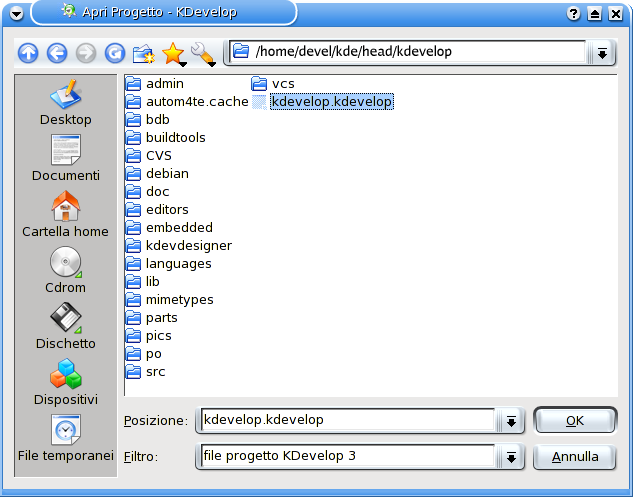 Apri Progetto - KDevelop
/home/devel/kde/head/kdevelop
Desktop
Documenti
Cartella home
Cdrom
Dischetto
Dispositivi
File temporanei
admin
autom4te.cache
bdb
buildtools
CVS
debian
doc
editors
embedded
kdevdesigner
languages
lib
mimetypes
parts
pics
po
src
vcs
kdevelop.kdevelop
Posizione: kdevelop.kdevelop OK
Filtro: file progetto KDevelop 3 Annulla